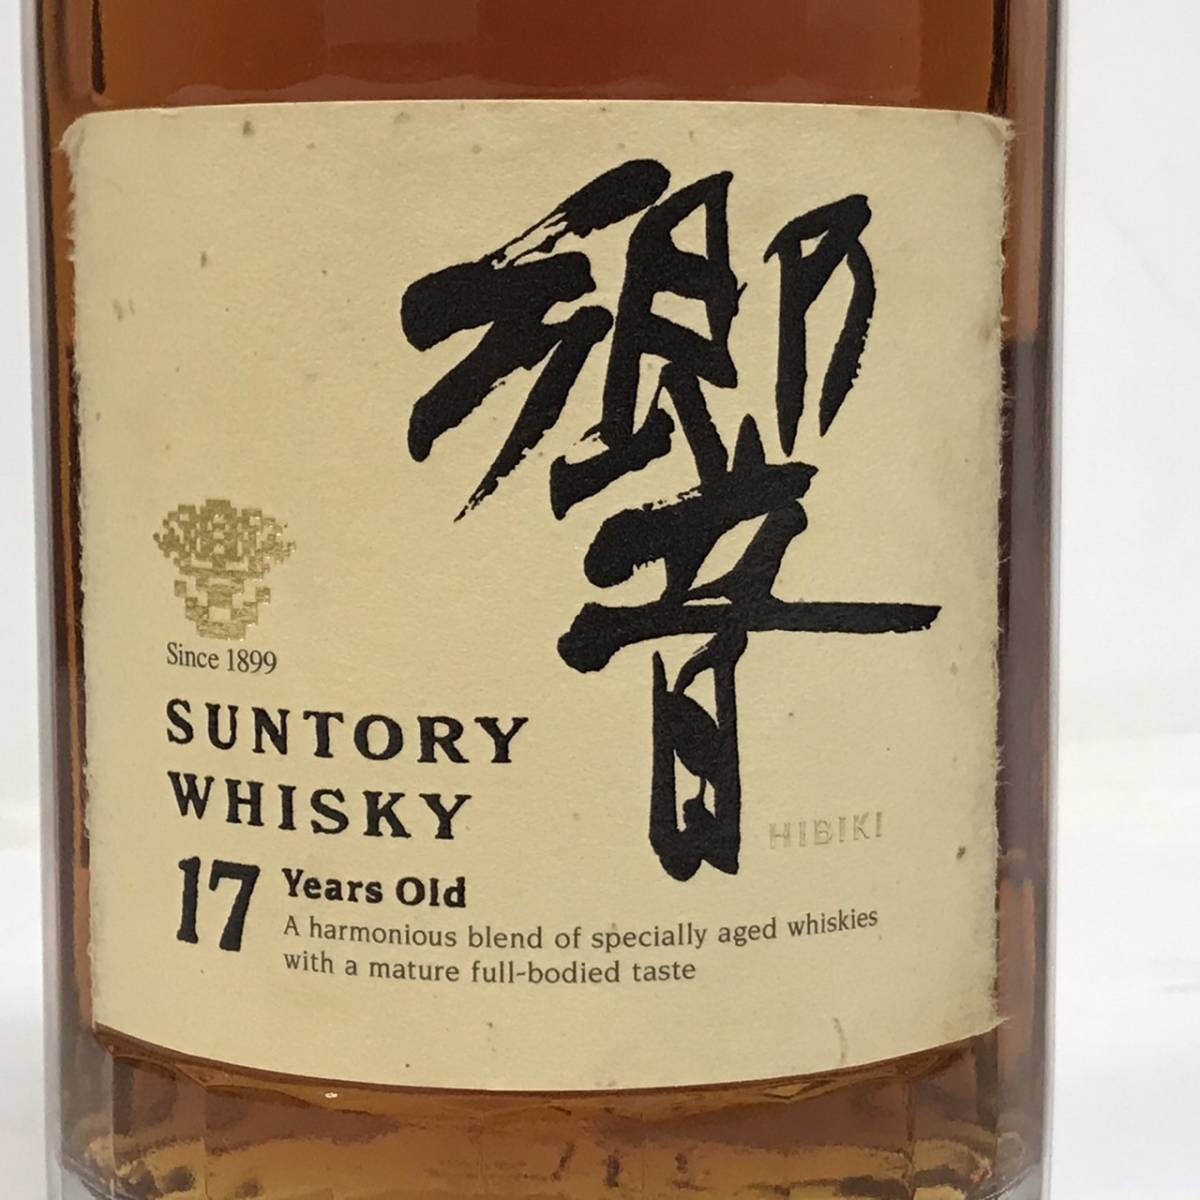 響
HIBIKI
Since 1899
SUNTORY
WHISKY
17 Years Old
A harmonious blend of specially aged whiskies
with a mature full-bodied taste